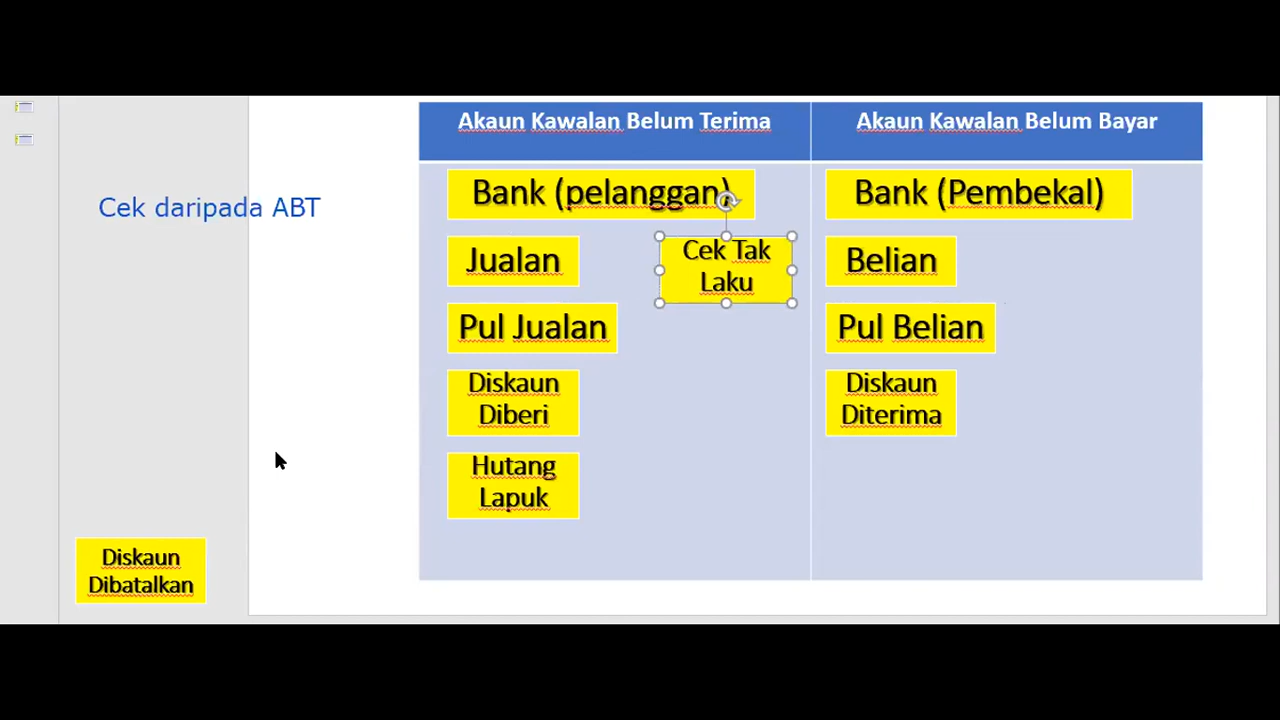 Akaun Kawalan Belum Terima
Akaun Kawalan Belum Bayar
Cek daripada ABT
Bank (pelanggan)
Bank (Pembekal)
Jualan
Cek Tak
Laku
Belian
Pul Jualan
Pul Belian
Diskaun
Diberi
Diskaun
Diterima
Hutang
Lapuk
Diskaun
Dibatalkan